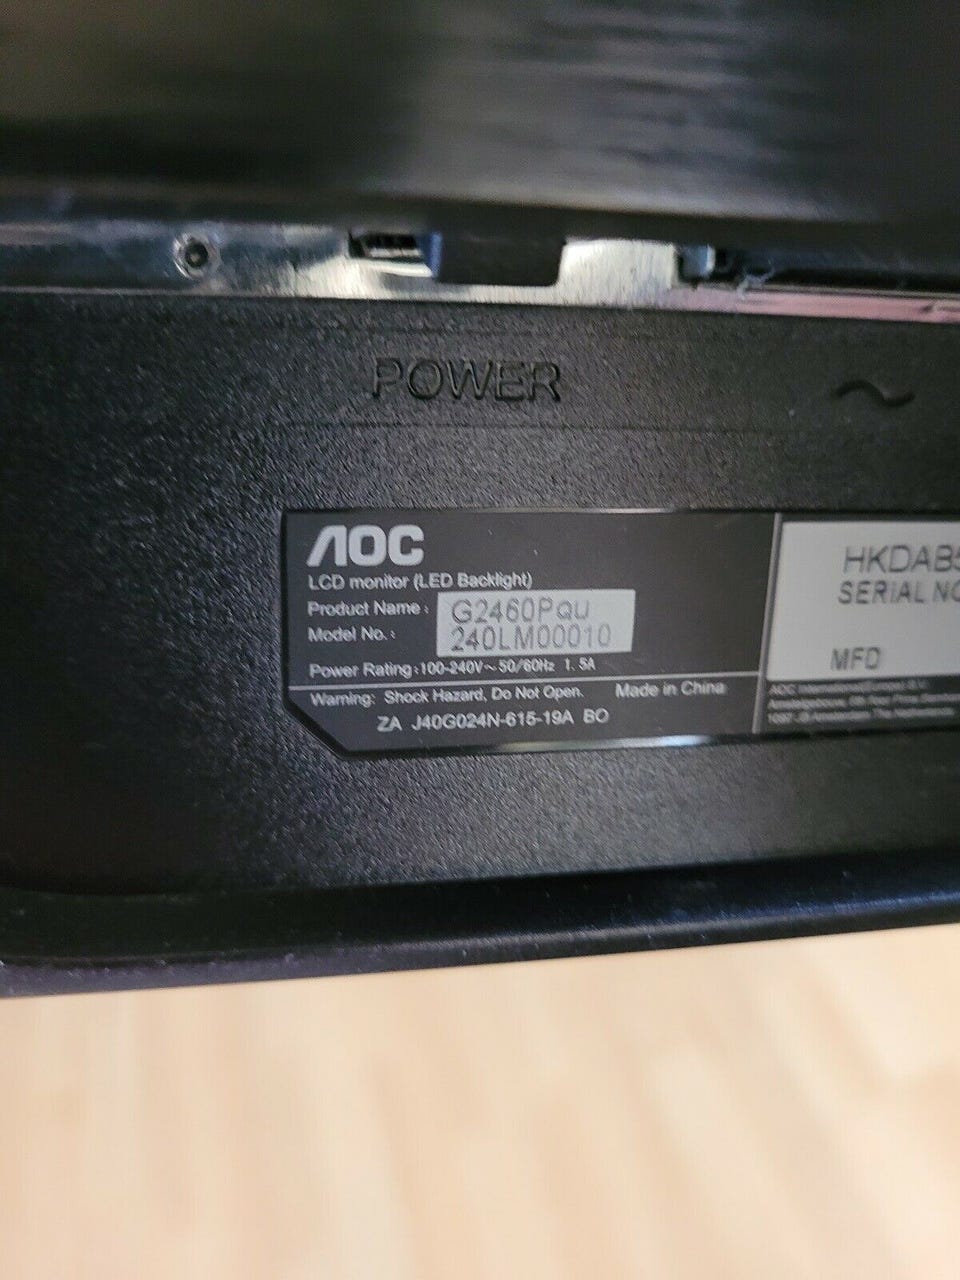 POWER
~
AOC
LCD monitor (LED Backlight)
Product Name : G2460PQU
Model No. : 240LM00010
Power Rating :100-240V~ 50/60Hz 1.5A
Warning: Shock Hazard, Do Not Open. Made in China
ZA J40G024N-615-19A BO
HKDAB5
SERIAL NO
MFD